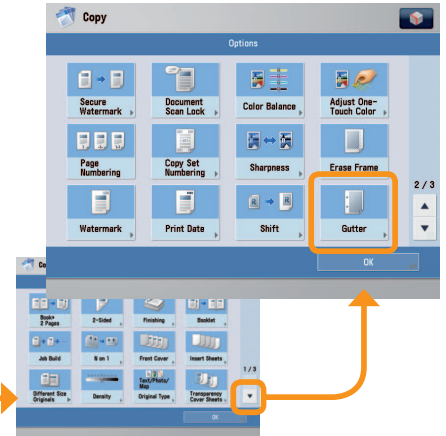 Copy
Options
Secure
Watermark
Document
Scan Lock
Color Balance
Adjust One-
Touch Color
Page
Numbering
Copy Set
Numbering
Sharpness
Erase Frame
2 / 3
Watermark
Print Date
Shift
Gutter
OK
Co
Book▸
2 Pages
2-Sided
Finishing
Booklet
Job Build
N on 1
Front Cover
Insert Sheets
1 / 3
Different Size
Originals
Density
Text/Photo/
Map
Original Type
Transparency
Cover Sheets
OK